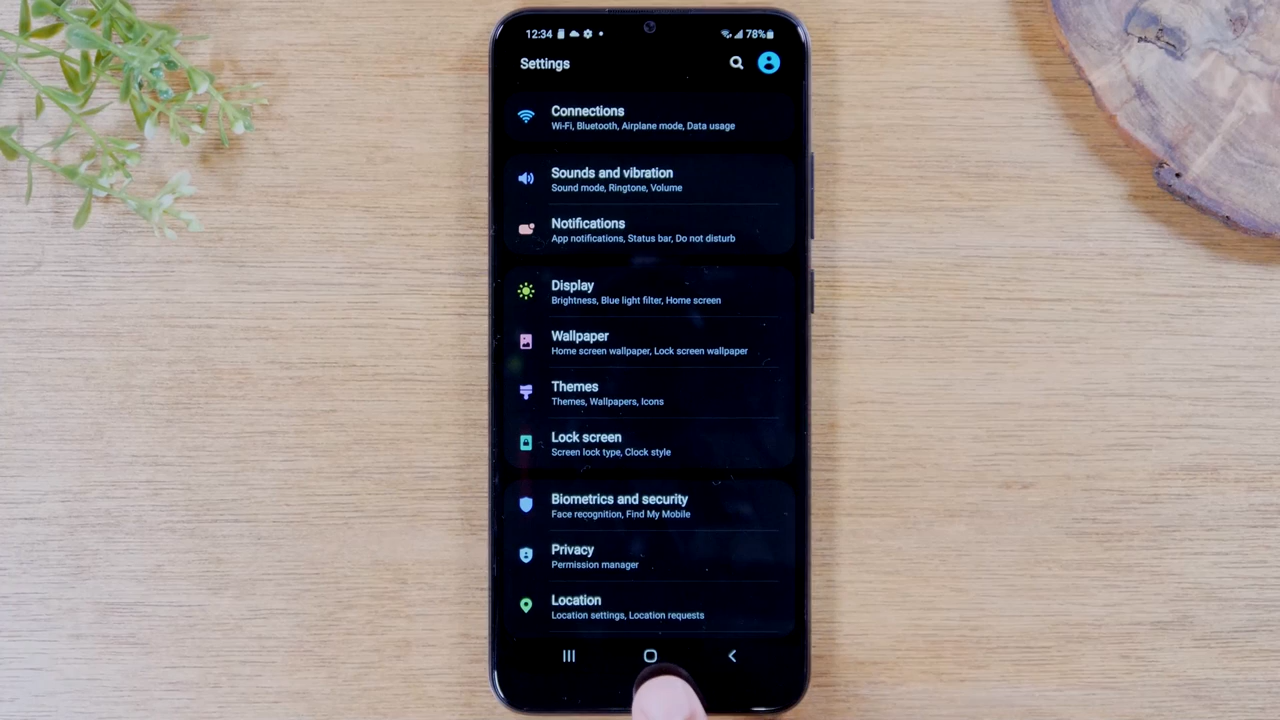 12:34
78%
Settings
Connections
Wi-Fi, Bluetooth, Airplane mode, Data usage
Sounds and vibration
Sound mode, Ringtone, Volume
Notifications
App notifications, Status bar, Do not disturb
Display
Brightness, Blue light filter, Home screen
Wallpaper
Home screen wallpaper, Lock screen wallpaper
Themes
Themes, Wallpapers, Icons
Lock screen
Screen lock type, Clock style
Biometrics and security
Face recognition, Find My Mobile
Privacy
Permission manager
Location
Location settings, Location requests